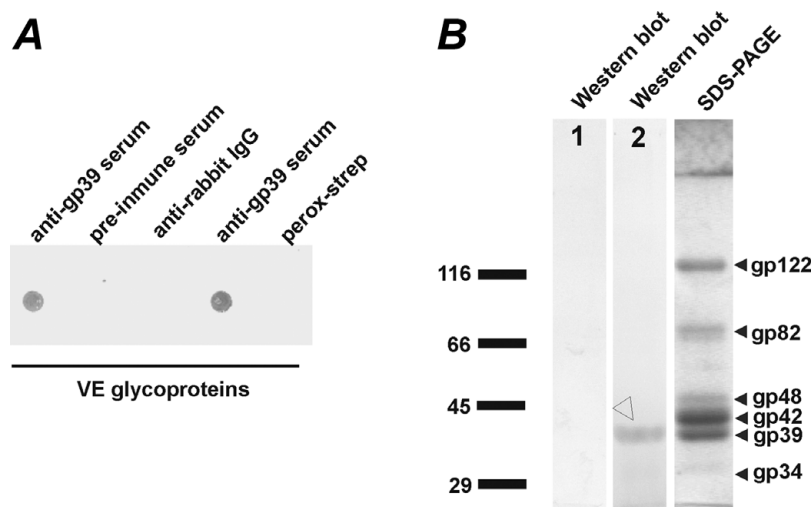 A
anti-gp39 serum
pre-inmune serum
anti-rabbit IgG
anti-gp39 serum
perox-strep
VE glycoproteins
B
Western blot
Western blot
SDS-PAGE
1
2
116
66
45
29
gp122
gp82
gp48
gp42
gp39
gp34